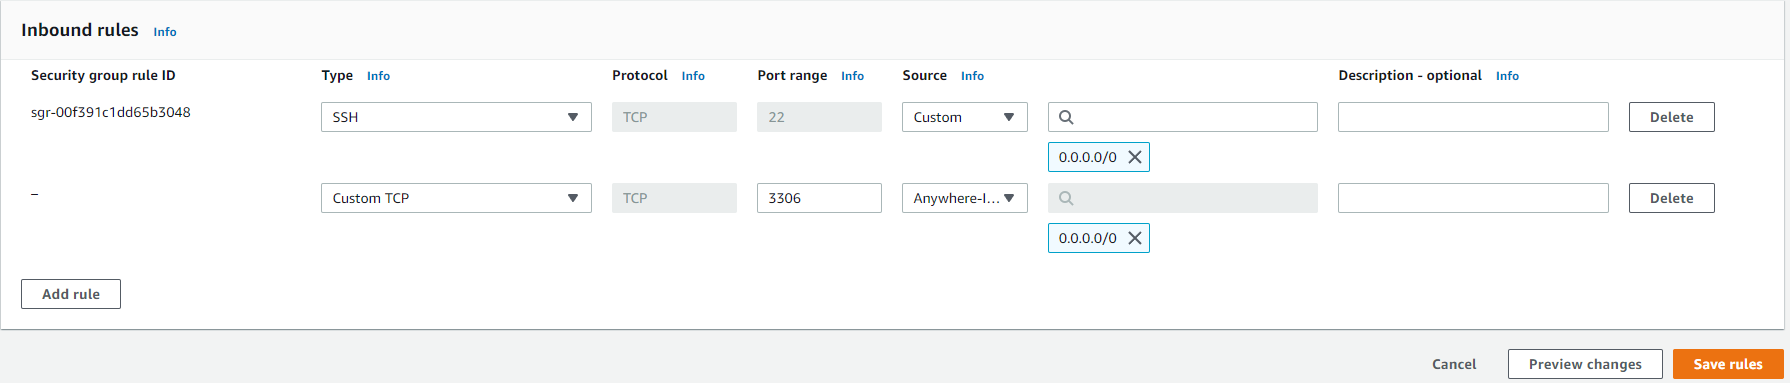 Inbound rules Info
Security group rule ID Type Info Protocol Info Port range Info Source Info Description - optional Info
sgr-00f391c1dd65b3048 SSH TCP 22 Custom Delete
0.0.0.0/0
– Custom TCP TCP 3306 Anywhere-I... Delete
0.0.0.0/0
Add rule
Cancel Preview changes Save rules